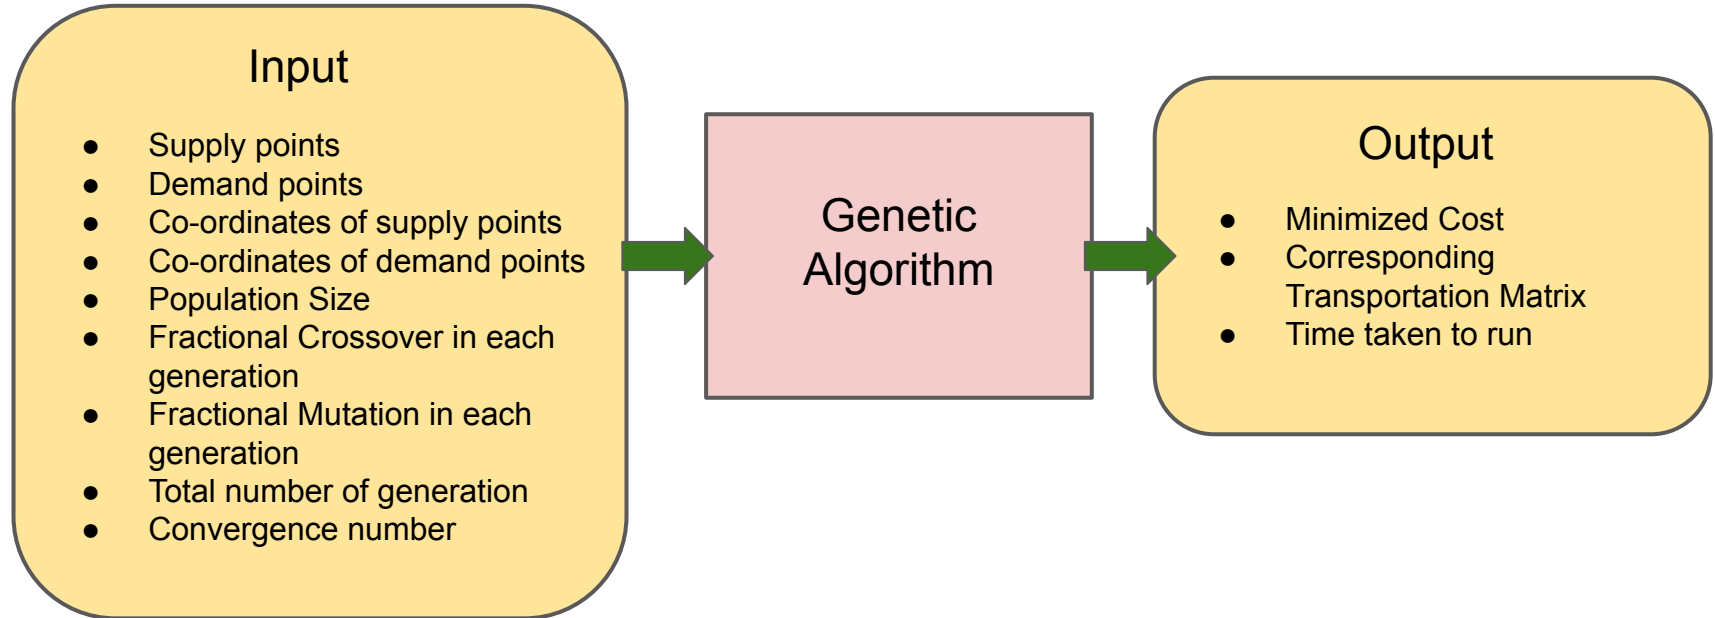 Input
● Supply points
● Demand points
● Co-ordinates of supply points
● Co-ordinates of demand points
● Population Size
● Fractional Crossover in each
generation
● Fractional Mutation in each
generation
● Total number of generation
● Convergence number
Genetic
Algorithm
Output
● Minimized Cost
● Corresponding
Transportation Matrix
● Time taken to run